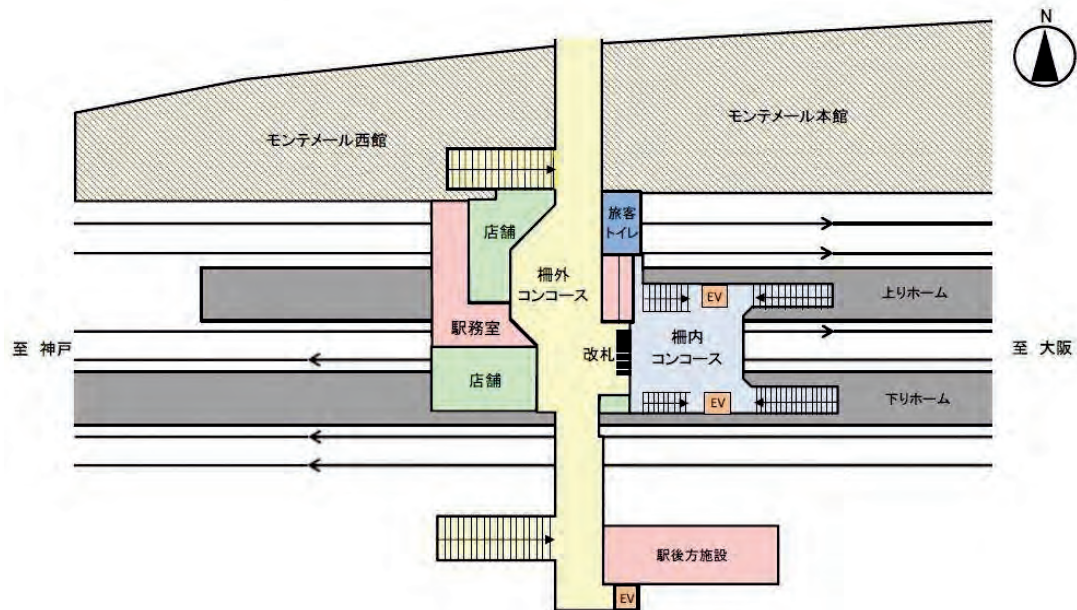 N
モンテメール西館
モンテメール本館
店舗
旅客
トイレ
柵外
コンコース
EV
上りホーム
駅務室
改札
柵内
コンコース
至 神戸
至 大阪
店舗
EV
下りホーム
駅後方施設
EV